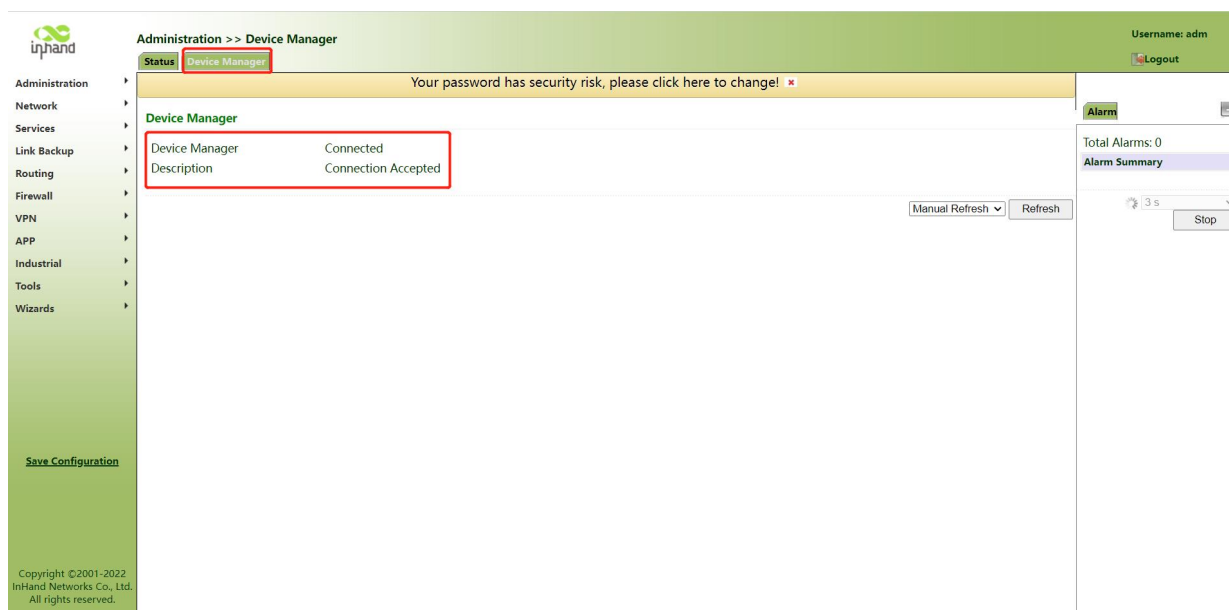 inhand
Administration >> Device Manager
Username: adm
Status Device Manager
Logout
Your password has security risk, please click here to change!
Administration
Network
Services
Link Backup
Routing
Firewall
VPN
APP
Industrial
Tools
Wizards
Save Configuration
Copyright ©2001-2022
InHand Networks Co., Ltd.
All rights reserved.
Device Manager
Device Manager Connected
Description Connection Accepted
Manual Refresh Refresh
Alarm
Total Alarms: 0
Alarm Summary
3 s
Stop